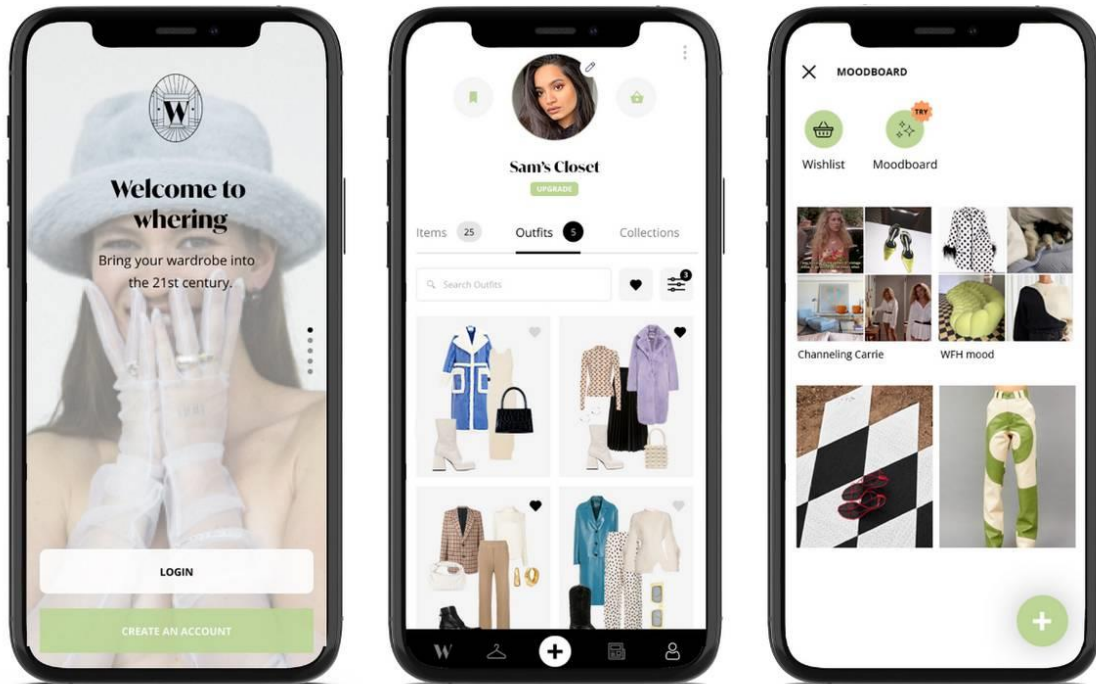 W
Welcome to
whering
Bring your wardrobe into
the 21st century.
LOGIN
CREATE AN ACCOUNT
Sam's Closet
UPGRADE
Items 25 Outfits 5 Collections
Search Outfits
3
W
MOODBOARD
TRY
Wishlist Moodboard
Channeling Carrie WFH mood